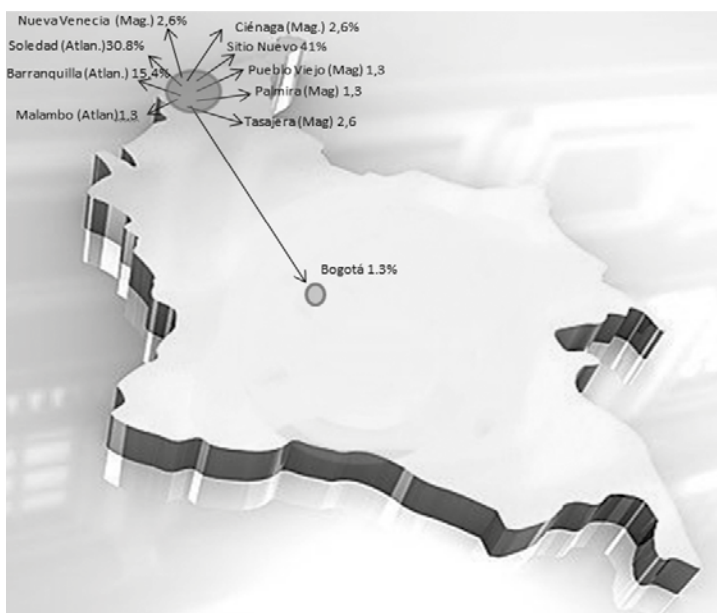 Nueva Venecia (Mag.) 2,6%
Ciénaga (Mag.) 2,6%
Soledad (Atlan.)30.8%
Sitio Nuevo 41%
Barranquilla (Atlan.) 15,4%
Pueblo Viejo (Mag) 1,3
Palmira (Mag) 1,3
Malambo (Atlan)1,3
Tasajera (Mag) 2,6
Bogotá 1.3%